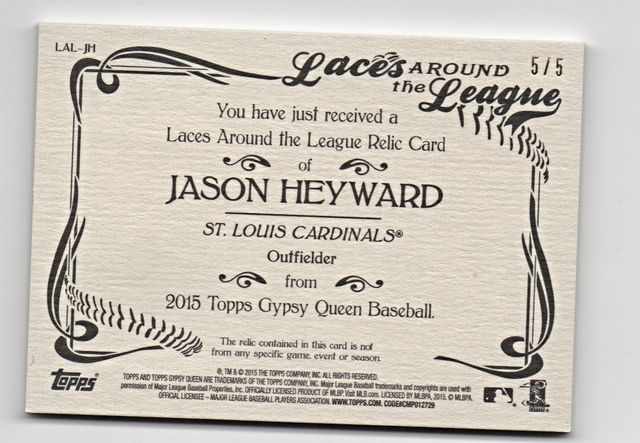 LAL-JH
Laces AROUND the League
5/5
You have just received a
Laces Around the League Relic Card
of
JASON HEYWARD
ST. LOUIS CARDINALS®
Outfielder
from
2015 Topps Gypsy Queen Baseball.
The relic contained in this card is not
from any specific game, event or season.
topps
®, TM & © 2015 THE TOPPS COMPANY, INC. ALL RIGHTS RESERVED.
TOPPS AND TOPPS GYPSY QUEEN ARE TRADEMARKS OF THE TOPPS COMPANY, INC. Major League Baseball trademarks and copyrights are used with
permission of Major League Baseball Properties, Inc. OFFICIALLY LICENSED PRODUCT OF MLBP. Visit MLB.com. LICENSED BY MLBPA, 2015. © MLBPA.
OFFICIAL LICENSEE – MAJOR LEAGUE BASEBALL PLAYERS ASSOCIATION. WWW.TOPPS.COM. CODE#CMP012729